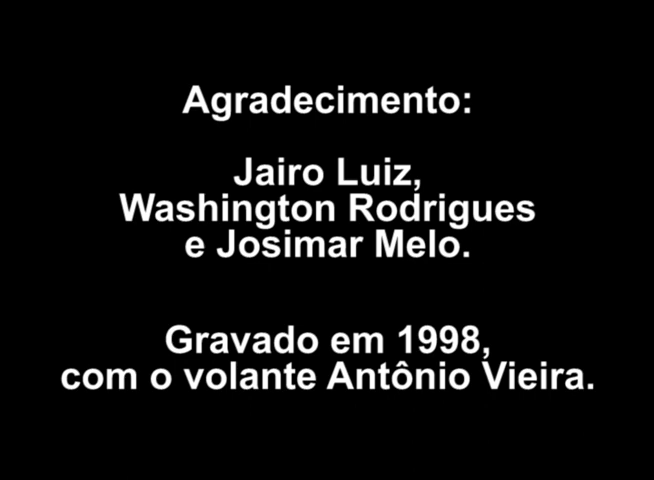 Agradecimento:
Jairo Luiz,
Washington Rodrigues
e Josimar Melo.
Gravado em 1998,
com o volante Antônio Vieira.